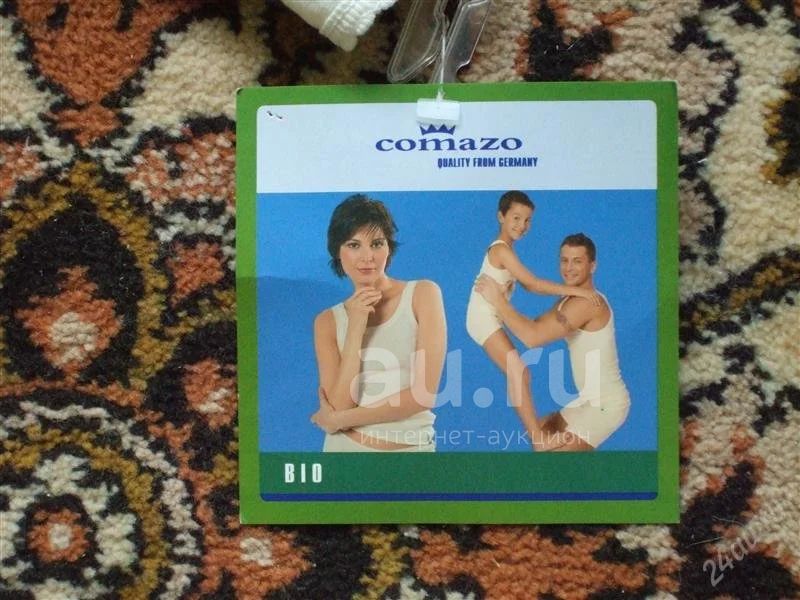 comazo
QUALITY FROM GERMANY
au.ru
интернет-аукцион
BIO
24au